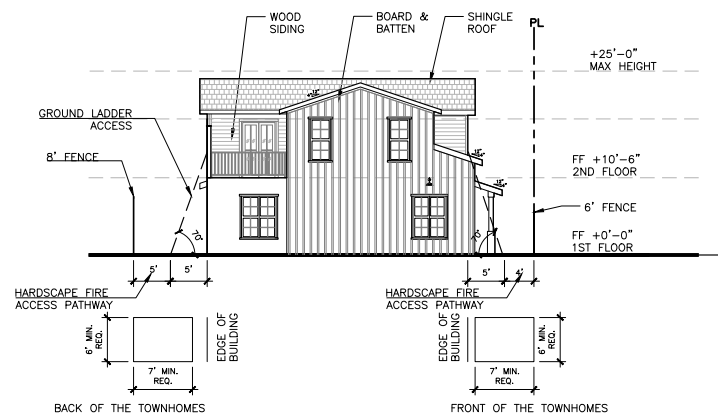 WOOD
SIDING
BOARD &
BATTEN
SHINGLE
ROOF
PL
+25'-0"
MAX HEIGHT
GROUND LADDER
ACCESS
8' FENCE
FF +10'-6"
2ND FLOOR
6' FENCE
FF +0'-0"
1ST FLOOR
70°
70°
5'
5'
5'
4'
HARDSCAPE FIRE
ACCESS PATHWAY
HARDSCAPE FIRE
ACCESS PATHWAY
6' MIN.
REQ.
EDGE OF
BUILDING
7' MIN.
REQ.
EDGE OF
BUILDING
6' MIN.
REQ.
7' MIN.
REQ.
BACK OF THE TOWNHOMES
FRONT OF THE TOWNHOMES